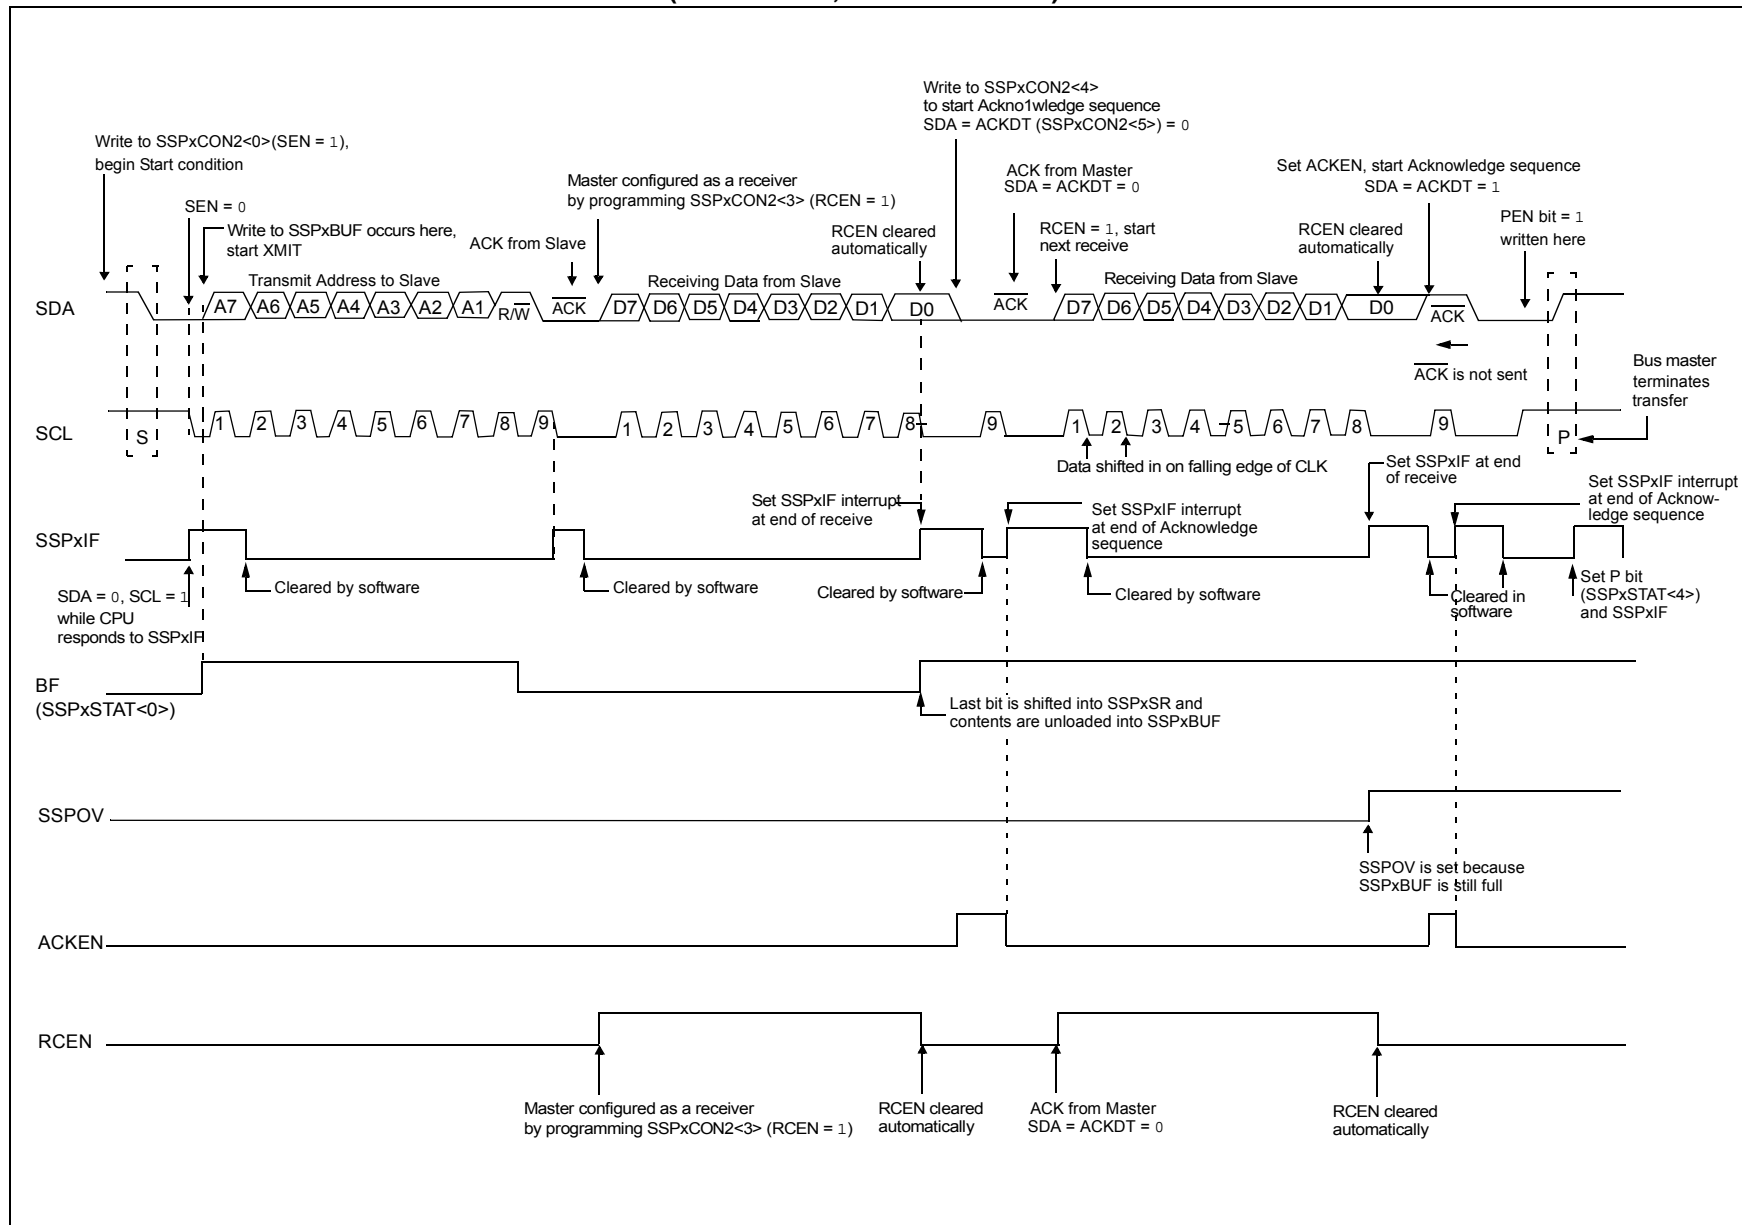 Write to SSPxCON2<4>
to start Ackno1wledge sequence
SDA = ACKDT (SSPxCON2<5>) = 0
Write to SSPxCON2<0>(SEN = 1),
begin Start condition
ACK from Master
SDA = ACKDT = 0
Set ACKEN, start Acknowledge sequence
SDA = ACKDT = 1
Master configured as a receiver
by programming SSPxCON2<3> (RCEN = 1)
SEN = 0
PEN bit = 1
written here
Write to SSPxBUF occurs here,
start XMIT
ACK from Slave
RCEN cleared
automatically
RCEN = 1, start
next receive
RCEN cleared
automatically
Transmit Address to Slave
Receiving Data from Slave
Receiving Data from Slave
SDA A7 A6 A5 A4 A3 A2 A1 R/W ACK D7 D6 D5 D4 D3 D2 D1 D0 ACK D7 D6 D5 D4 D3 D2 D1 D0 ACK
ACK is not sent
Bus master
terminates
transfer
SCL S 1 2 3 4 5 6 7 8 9 1 2 3 4 5 6 7 8 9 1 2 3 4 5 6 7 8 9 P
Data shifted in on falling edge of CLK
Set SSPxIF at end
of receive
Set SSPxIF interrupt
at end of receive
Set SSPxIF interrupt
at end of Acknowledge
sequence
Set SSPxIF interrupt
at end of Acknow-
ledge sequence
SSPxIF
SDA = 0, SCL = 1
while CPU
responds to SSPxIF
Cleared by software
Cleared by software
Cleared by software
Cleared by software
Cleared in
software
Set P bit
(SSPxSTAT<4>)
and SSPxIF
BF
(SSPxSTAT<0>)
Last bit is shifted into SSPxSR and
contents are unloaded into SSPxBUF
SSPOV
SSPOV is set because
SSPxBUF is still full
ACKEN
RCEN
Master configured as a receiver
by programming SSPxCON2<3> (RCEN = 1)
RCEN cleared
automatically
ACK from Master
SDA = ACKDT = 0
RCEN cleared
automatically